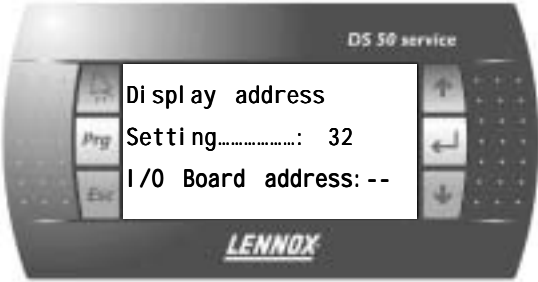 DS 50 service
Display address
Prg
Setting................: 32
Esc
I/O Board address:--
LENNOX